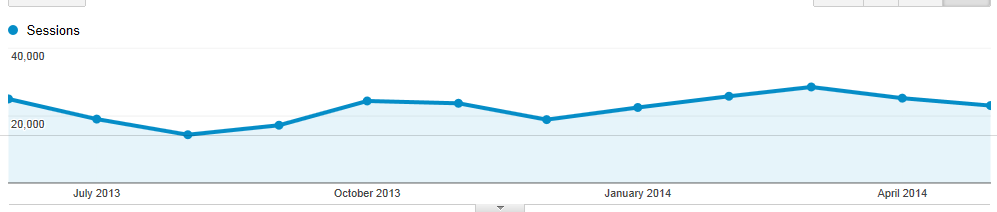 Sessions
40,000
20,000
July 2013
October 2013
January 2014
April 2014